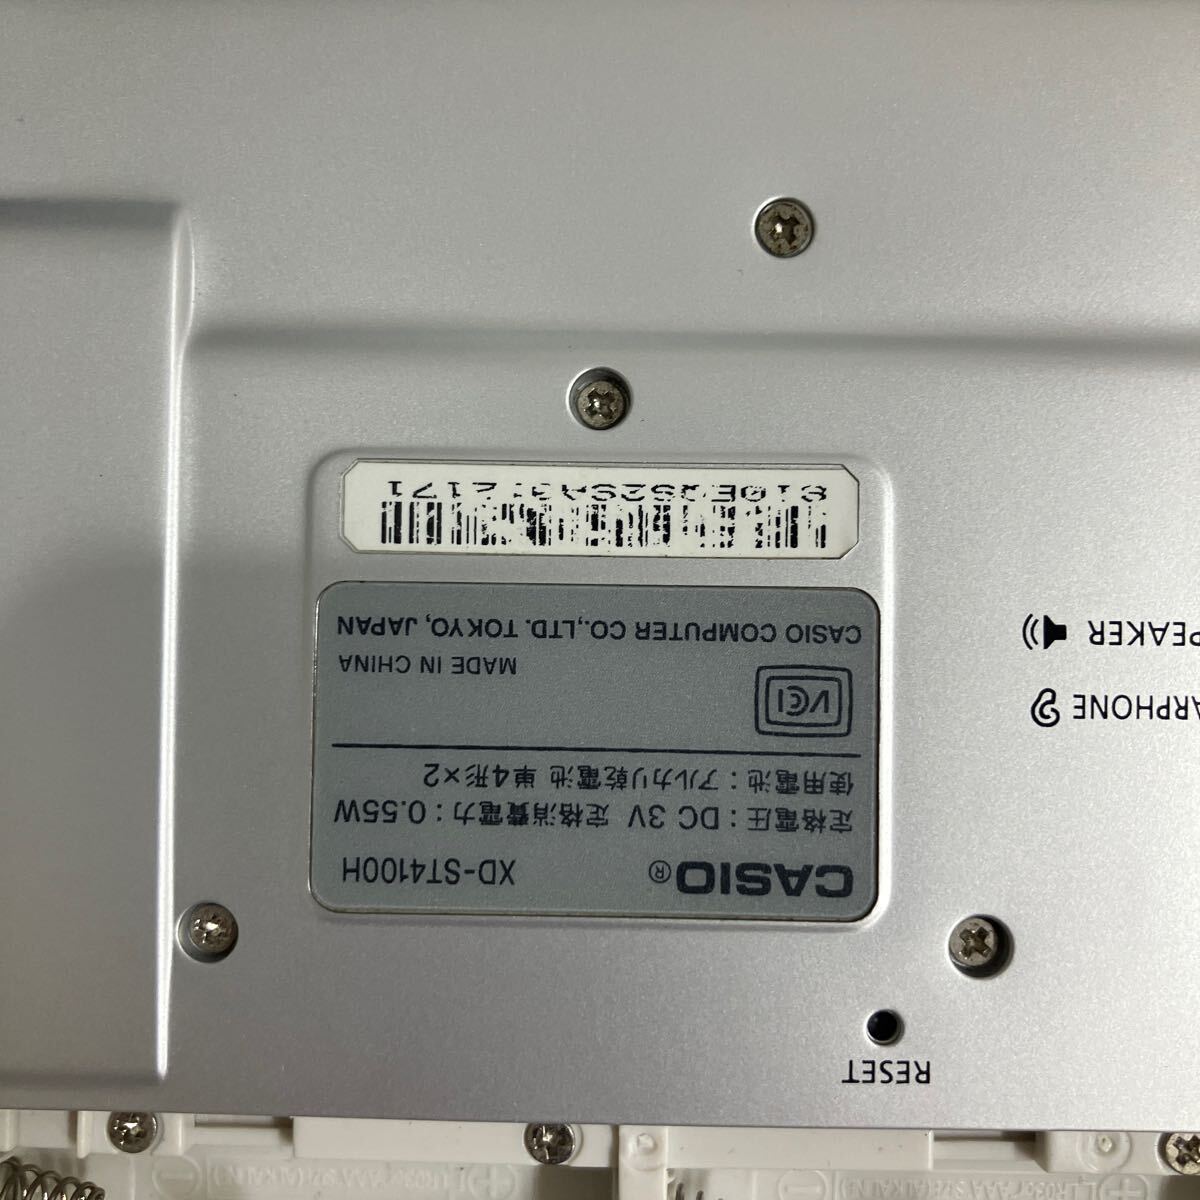 CASIO® XD-ST4100H
定格電圧：DC 3V 定格消費電力：0.55W
使用電池：アルカリ乾電池 単4形×2
VCI
MADE IN CHINA
CASIO COMPUTER CO.,LTD. TOKYO, JAPAN
RESET
ARPHONE
PEAKER